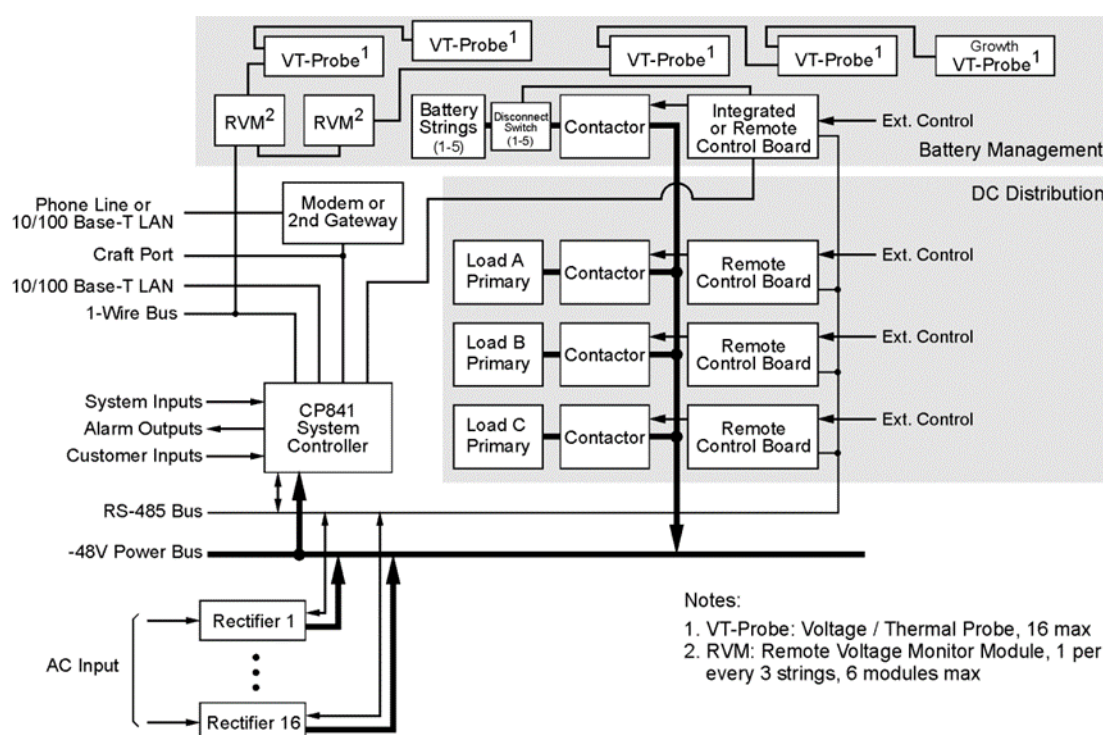 VT-Probe1
VT-Probe1
VT-Probe1
VT-Probe1
Growth
VT-Probe1
RVM2
RVM2
Battery
Strings
(1-5)
Disconnect
Switch
(1-5)
Contactor
Integrated
or Remote
Control Board
Ext. Control
Battery Management
DC Distribution
Phone Line or
10/100 Base-T LAN
Modem or
2nd Gateway
Craft Port
10/100 Base-T LAN
1-Wire Bus
Load A
Primary
Contactor
Remote
Control Board
Ext. Control
Load B
Primary
Contactor
Remote
Control Board
Ext. Control
Load C
Primary
Contactor
Remote
Control Board
Ext. Control
System Inputs
Alarm Outputs
Customer Inputs
CP841
System
Controller
RS-485 Bus
-48V Power Bus
AC Input
Rectifier 1
Rectifier 16
Notes:
1. VT-Probe: Voltage / Thermal Probe, 16 max
2. RVM: Remote Voltage Monitor Module, 1 per
every 3 strings, 6 modules max